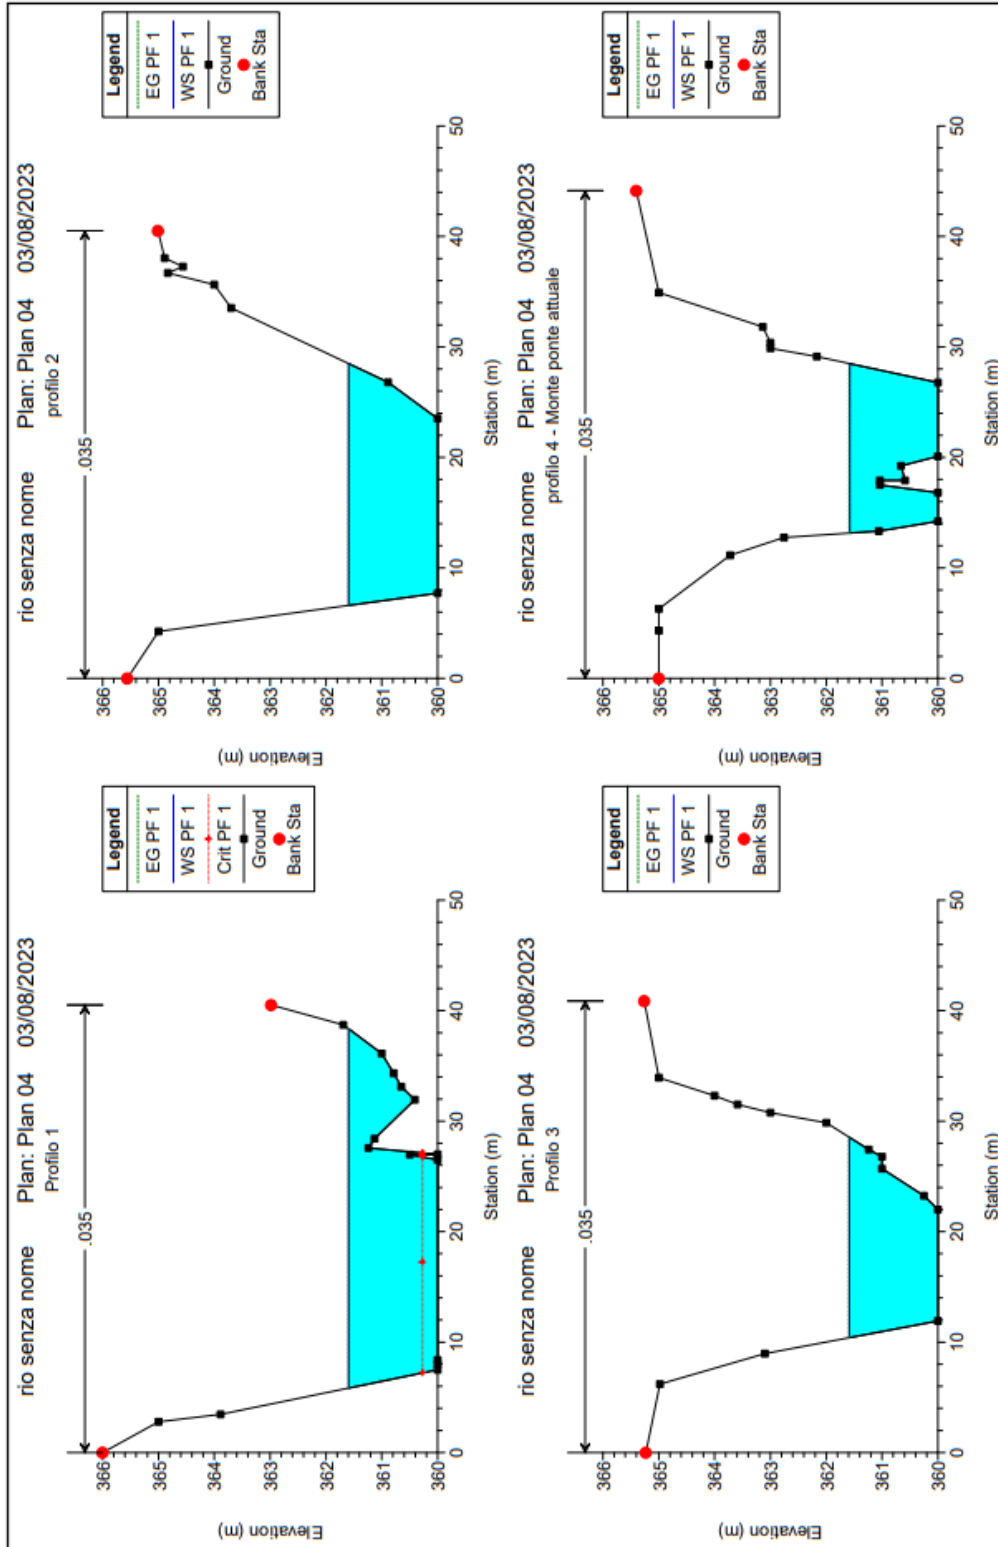 rio senza nome Plan: Plan 04 03/08/2023
Profilo 1
.035
Legend
EG PF 1
WS PF 1
Crit PF 1
Ground
Bank Sta
366
365
364
363
362
361
360
Elevation (m)
0 10 20 30 40 50
Station (m)
rio senza nome Plan: Plan 04 03/08/2023
profilo 2
.035
Legend
EG PF 1
WS PF 1
Ground
Bank Sta
366
365
364
363
362
361
360
Elevation (m)
0 10 20 30 40 50
Station (m)
rio senza nome Plan: Plan 04 03/08/2023
Profilo 3
.035
Legend
EG PF 1
WS PF 1
Ground
Bank Sta
366
365
364
363
362
361
360
Elevation (m)
0 10 20 30 40 50
Station (m)
rio senza nome Plan: Plan 04 03/08/2023
profilo 4 - Monte ponte attuale
.035
Legend
EG PF 1
WS PF 1
Ground
Bank Sta
366
365
364
363
362
361
360
Elevation (m)
0 10 20 30 40 50
Station (m)